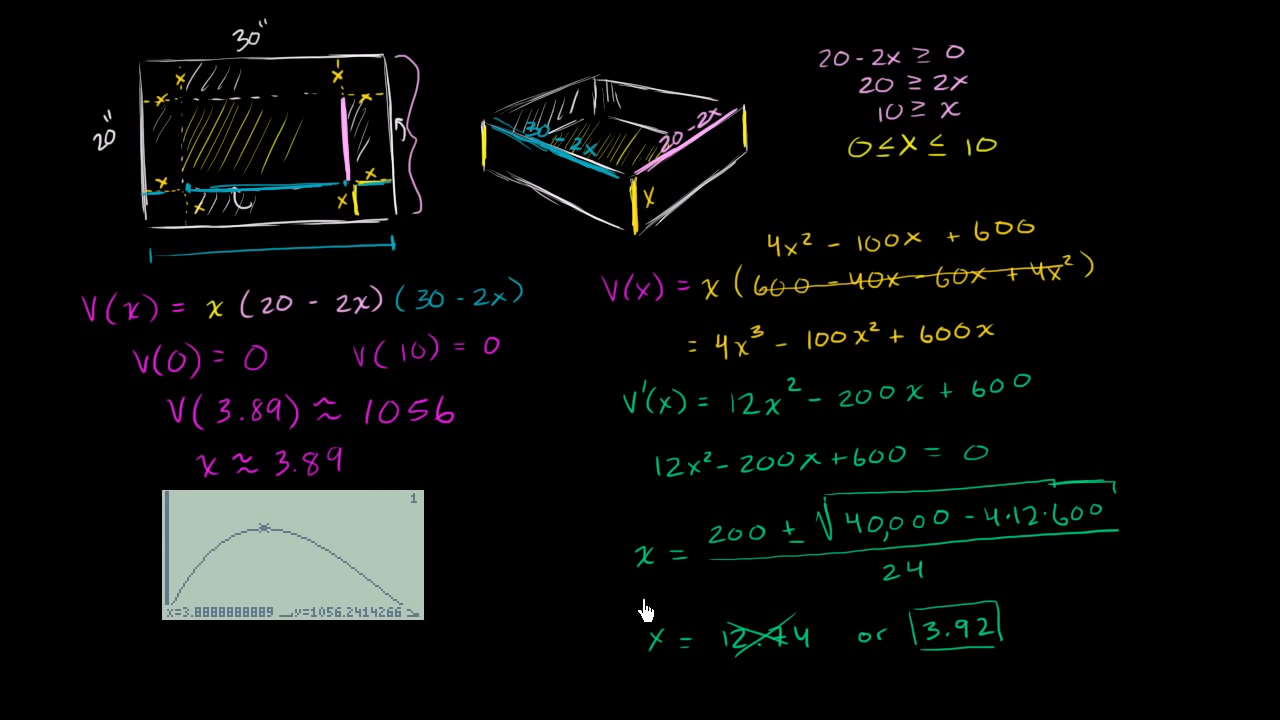 30"
20"
x x
x x
x x
x x
30 - 2x
20 - 2x
x
20 - 2x ≥ 0
20 ≥ 2x
10 ≥ x
0 ≤ x ≤ 10
V(x) = x (20 - 2x)(30 - 2x)
V(0) = 0 V(10) = 0
V(3.89) ≈ 1056
x ≈ 3.89
1
x=3.8888888889 y=1056.2414266
4x² - 100x + 600
V(x) = x (600 - 40x - 60x + 4x²)
= 4x³ - 100x² + 600x
V'(x) = 12x² - 200x + 600
12x² - 200x + 600 = 0
x = 200 ± √40,000 - 4·12·600
24
x = 12.74 or 3.92